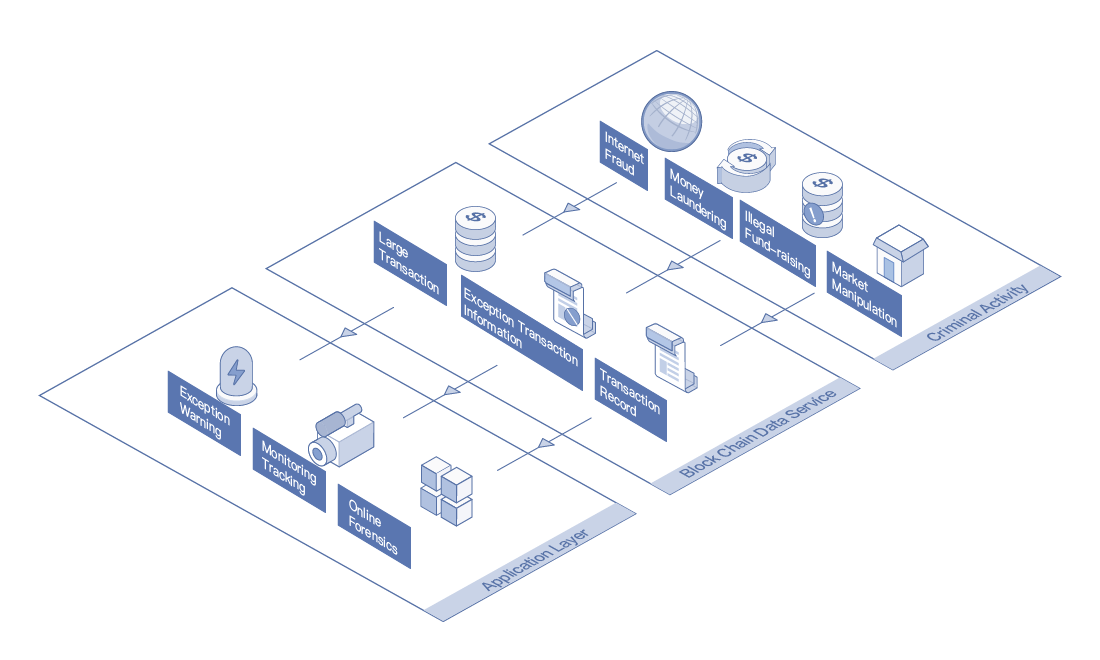 Internet
Fraud
Money
Laundering
Illegal
Fund-raising
Market
Manipulation
Criminal Activity
Large
Transaction
Exception Transaction
Information
Transaction
Record
Block Chain Data Service
Exception
Warning
Monitoring
Tracking
Online
Forensics
Application Layer